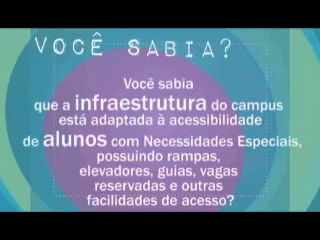 VOCÊ SABIA?
Você sabia
que a infraestrutura do campus
está adaptada à acessibilidade
de alunos com Necessidades Especiais,
possuindo rampas,
elevadores, guias, vagas
reservadas e outras
facilidades de acesso?